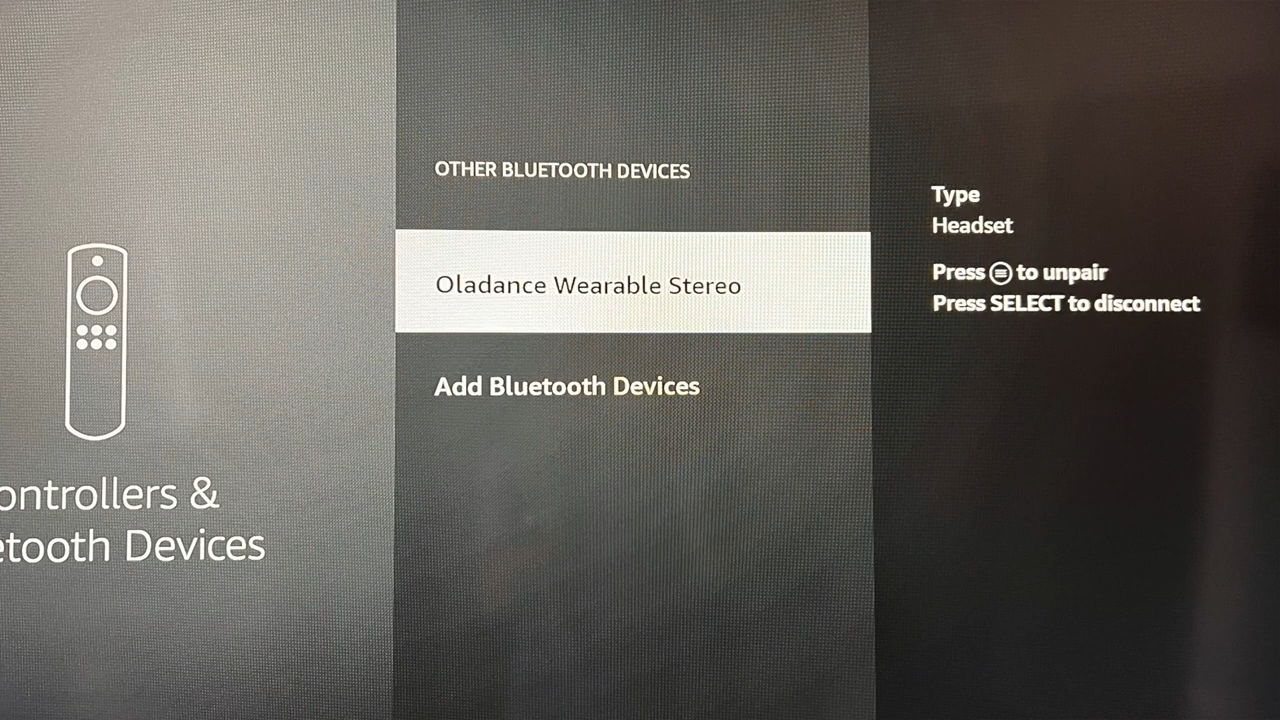 ontrollers &
etooth Devices
OTHER BLUETOOTH DEVICES
Oladance Wearable Stereo
Add Bluetooth Devices
Type
Headset
Press to unpair
Press SELECT to disconnect